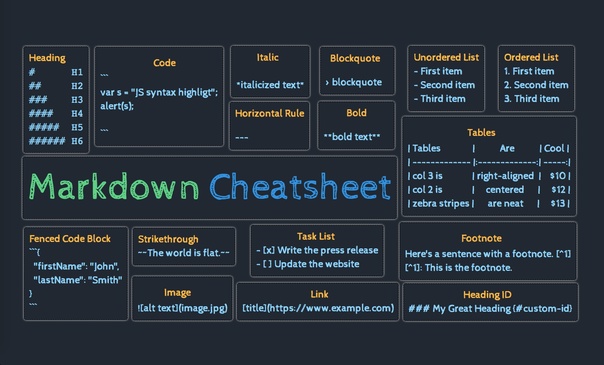 Heading
# H1
## H2
### H3
#### H4
##### H5
###### H6
Code
```
var s = "JS syntax highligt";
alert(s);
```
Italic
*italicized text*
Blockquote
› blockquote
Unordered List
- First item
- Second item
- Third item
Ordered List
1. First item
2. Second item
3. Third item
Horizontal Rule
---
Bold
**bold text**
Tables
| Tables | Are | Cool |
| ------------- |:-------------:| -----:|
| col 3 is | right-aligned | $10 |
| col 2 is | centered | $12 |
| zebra stripes | are neat | $13 |
Markdown Cheatsheet
Fenced Code Block
```{
"firstName": "John",
"lastName": "Smith"
}
```
Strikethrough
~~The world is flat.~~
Task List
- [x] Write the press release
- [ ] Update the website
Footnote
Here's a sentence with a footnote. [^1]
[^1]: This is the footnote.
Image
![alt text](image.jpg)
Link
[title](https://www.example.com)
Heading ID
### My Great Heading {#custom-id}